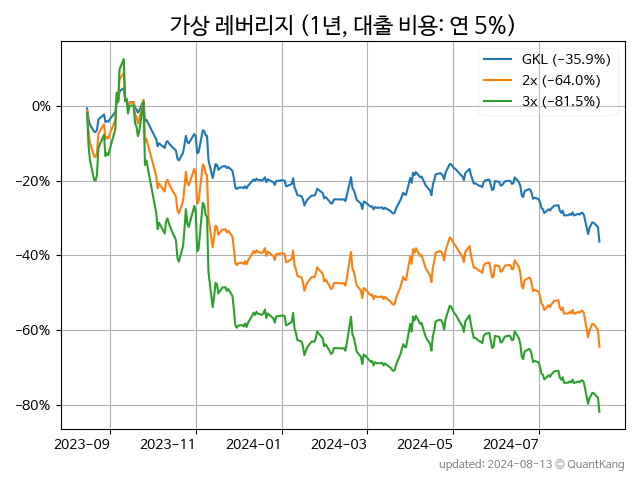 가상 레버리지 (1년, 대출 비용: 연 5%)
GKL (−35.9%)
2x (−64.0%)
3x (−81.5%)
0%
−20%
−40%
−60%
−80%
2023-09 2023-11 2024-01 2024-03 2024-05 2024-07
updated: 2024-08-13 © QuantKang